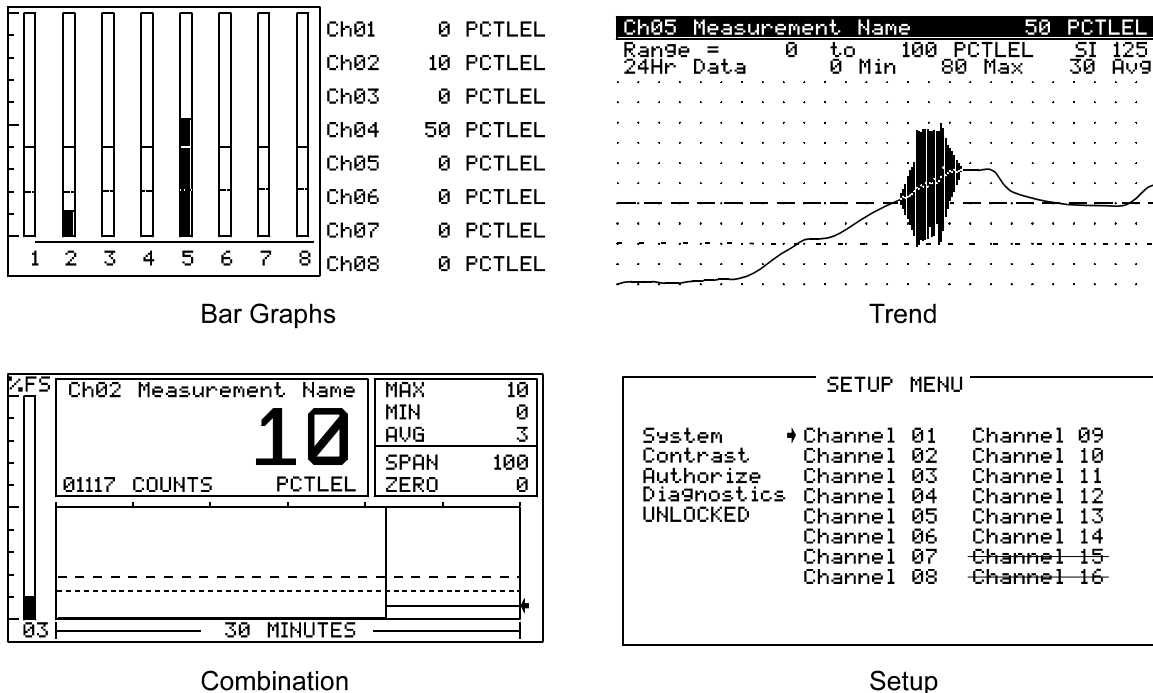 Ch01 0 PCTLEL
Ch02 10 PCTLEL
Ch03 0 PCTLEL
Ch04 50 PCTLEL
Ch05 0 PCTLEL
Ch06 0 PCTLEL
Ch07 0 PCTLEL
Ch08 0 PCTLEL
1 2 3 4 5 6 7 8
Bar Graphs
Ch05 Measurement Name 50 PCTLEL
Range = 0 to 100 PCTLEL SI 125
24Hr Data 0 Min 80 Max 30 Avg
Trend
%FS
Ch02 Measurement Name
10
01117 COUNTS PCTLEL
MAX 10
MIN 0
AVG 3
SPAN 100
ZERO 0
03
30 MINUTES
Combination
SETUP MENU
System Channel 01 Channel 09
Contrast Channel 02 Channel 10
Authorize Channel 03 Channel 11
Diagnostics Channel 04 Channel 12
UNLOCKED Channel 05 Channel 13
Channel 06 Channel 14
Channel 07 Channel 15
Channel 08 Channel 16
Setup